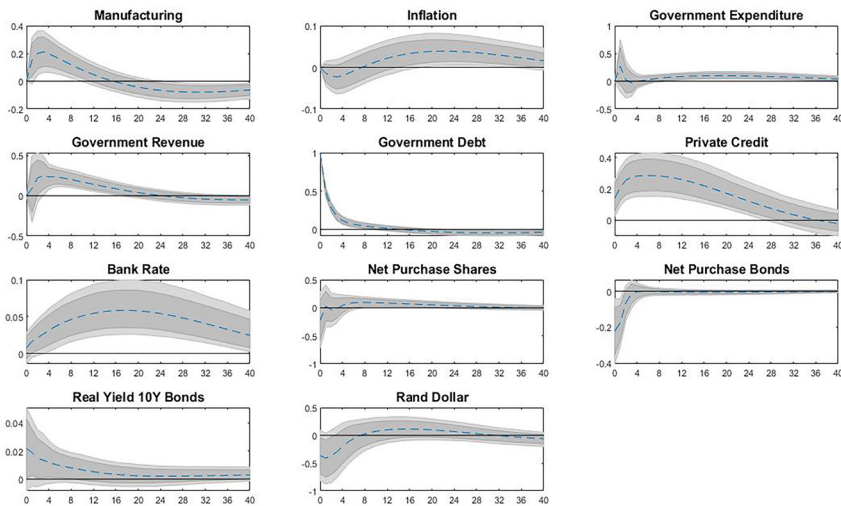 Manufacturing
0.4
0.2
0
-0.2
0 4 8 12 16 20 24 28 32 36 40
Inflation
0.1
0
-0.1
0 4 8 12 16 20 24 28 32 36 40
Government Expenditure
1
0.5
0
-0.5
0 4 8 12 16 20 24 28 32 36 40
Government Revenue
0.5
0
-0.5
0 4 8 12 16 20 24 28 32 36 40
Government Debt
1
0.5
0
0 4 8 12 16 20 24 28 32 36 40
Private Credit
0.4
0.2
0
0 4 8 12 16 20 24 28 32 36 40
Bank Rate
0.1
0.05
0
0 4 8 12 16 20 24 28 32 36 40
Net Purchase Shares
0.5
0
-0.5
-1
0 4 8 12 16 20 24 28 32 36 40
Net Purchase Bonds
0
-0.2
-0.4
0 4 8 12 16 20 24 28 32 36 40
Real Yield 10Y Bonds
0.04
0.02
0
0 4 8 12 16 20 24 28 32 36 40
Rand Dollar
0.5
0
-0.5
-1
0 4 8 12 16 20 24 28 32 36 40